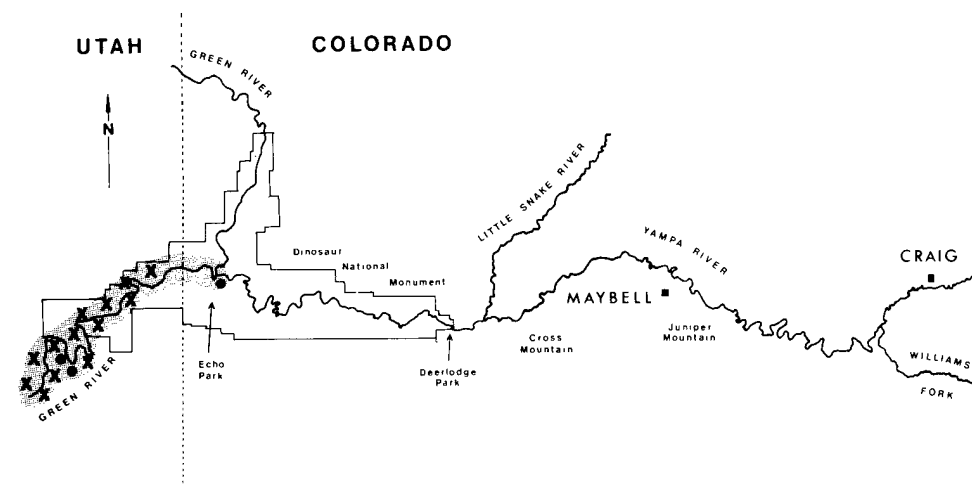 UTAH
COLORADO
GREEN RIVER
N
LITTLE SNAKE RIVER
YAMPA RIVER
CRAIG
Dinosaur
National
Monument
MAYBELL
Cross
Mountain
Juniper
Mountain
Echo
Park
Deerlodge
Park
WILLIAMS
FORK
GREEN RIVER